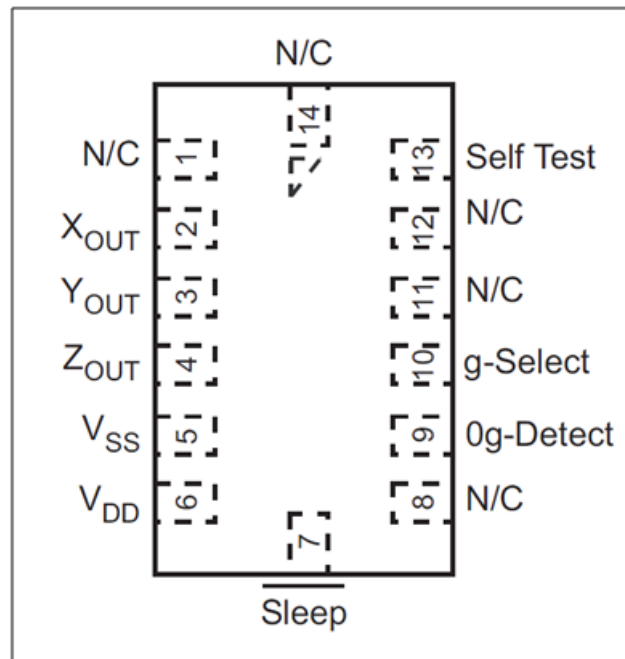 N/C
14
N/C 1 13 Self Test
XOUT 2 12 N/C
YOUT 3 11 N/C
ZOUT 4 10 g-Select
VSS 5 9 0g-Detect
VDD 6 8 N/C
7
Sleep